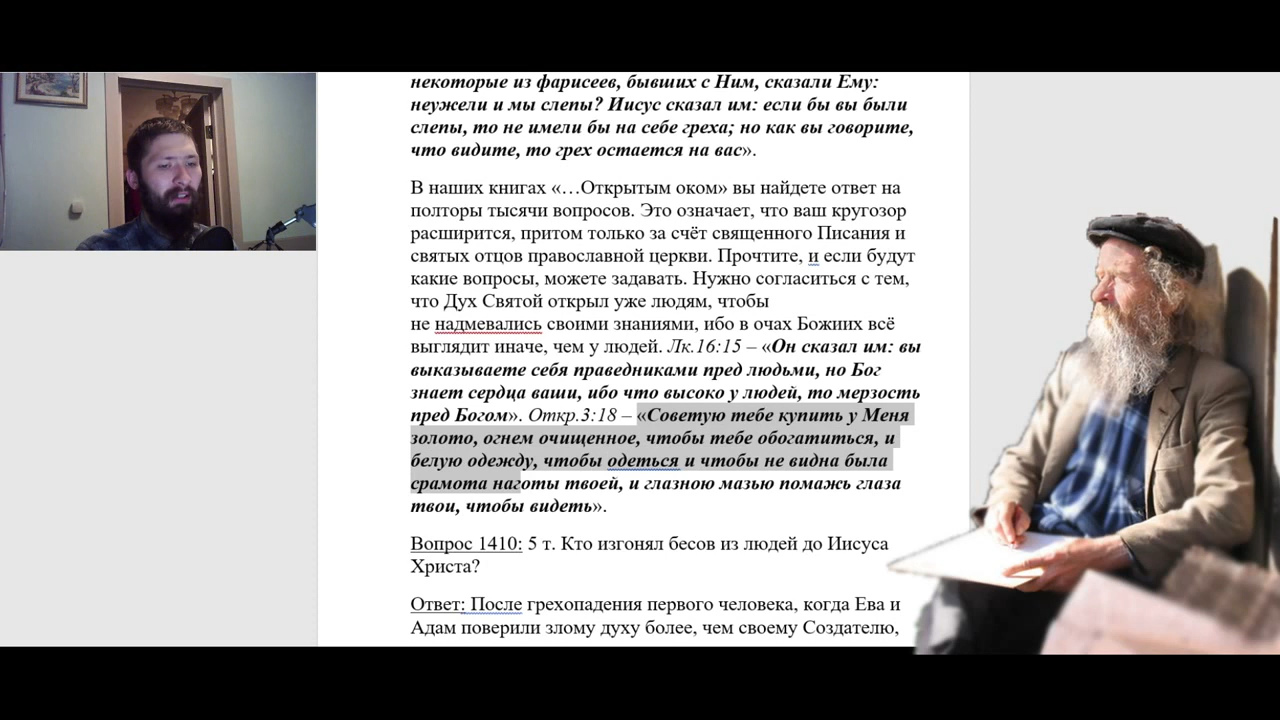 некоторые из фарисеев, бывших с Ним, сказали Ему:
неужели и мы слепы? Иисус сказал им: если бы вы были
слепы, то не имели бы на себе греха; но как вы говорите,
что видите, то грех остается на вас».
В наших книгах «…Открытым оком» вы найдете ответ на
полторы тысячи вопросов. Это означает, что ваш кругозор
расширится, притом только за счёт священного Писания и
святых отцов православной церкви. Прочтите, и если будут
какие вопросы, можете задавать. Нужно согласиться с тем,
что Дух Святой открыл уже людям, чтобы
не надмевались своими знаниями, ибо в очах Божиих всё
выглядит иначе, чем у людей. Лк.16:15 – «Он сказал им: вы
выказываете себя праведниками пред людьми, но Бог
знает сердца ваши, ибо что высоко у людей, то мерзость
пред Богом». Откр.3:18 – «Советую тебе купить у Меня
золото, огнем очищенное, чтобы тебе обогатиться, и
белую одежду, чтобы одеться и чтобы не видна была
срамота наготы твоей, и глазною мазью помажь глаза
твои, чтобы видеть».
Вопрос 1410: 5 т. Кто изгонял бесов из людей до Иисуса
Христа?
Ответ: После грехопадения первого человека, когда Ева и
Адам поверили злому духу более, чем своему Создателю,